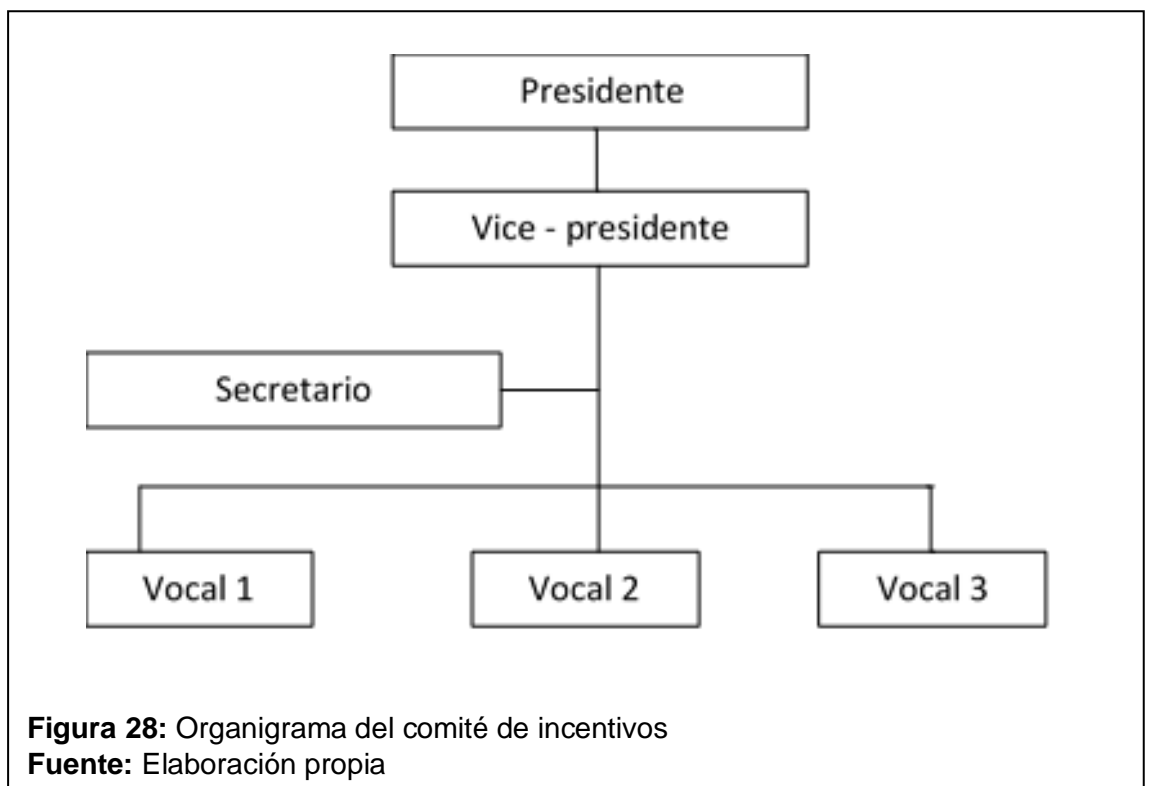 Presidente
Vice - presidente
Secretario
Vocal 1
Vocal 2
Vocal 3
Figura 28: Organigrama del comité de incentivos
Fuente: Elaboración propia